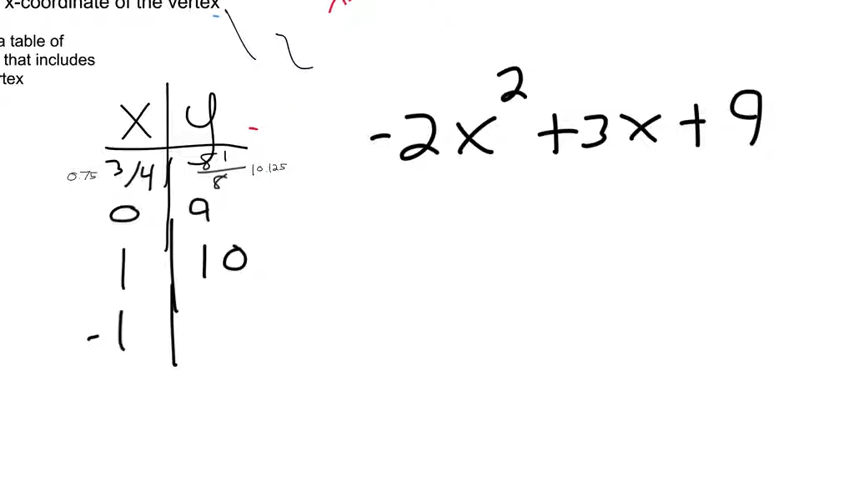 x-coordinate of the vertex
a table of
that includes
rtex
x y
0.75 3/4 81/8 10.125
0 9
1 10
-1
-2x² +3x + 9